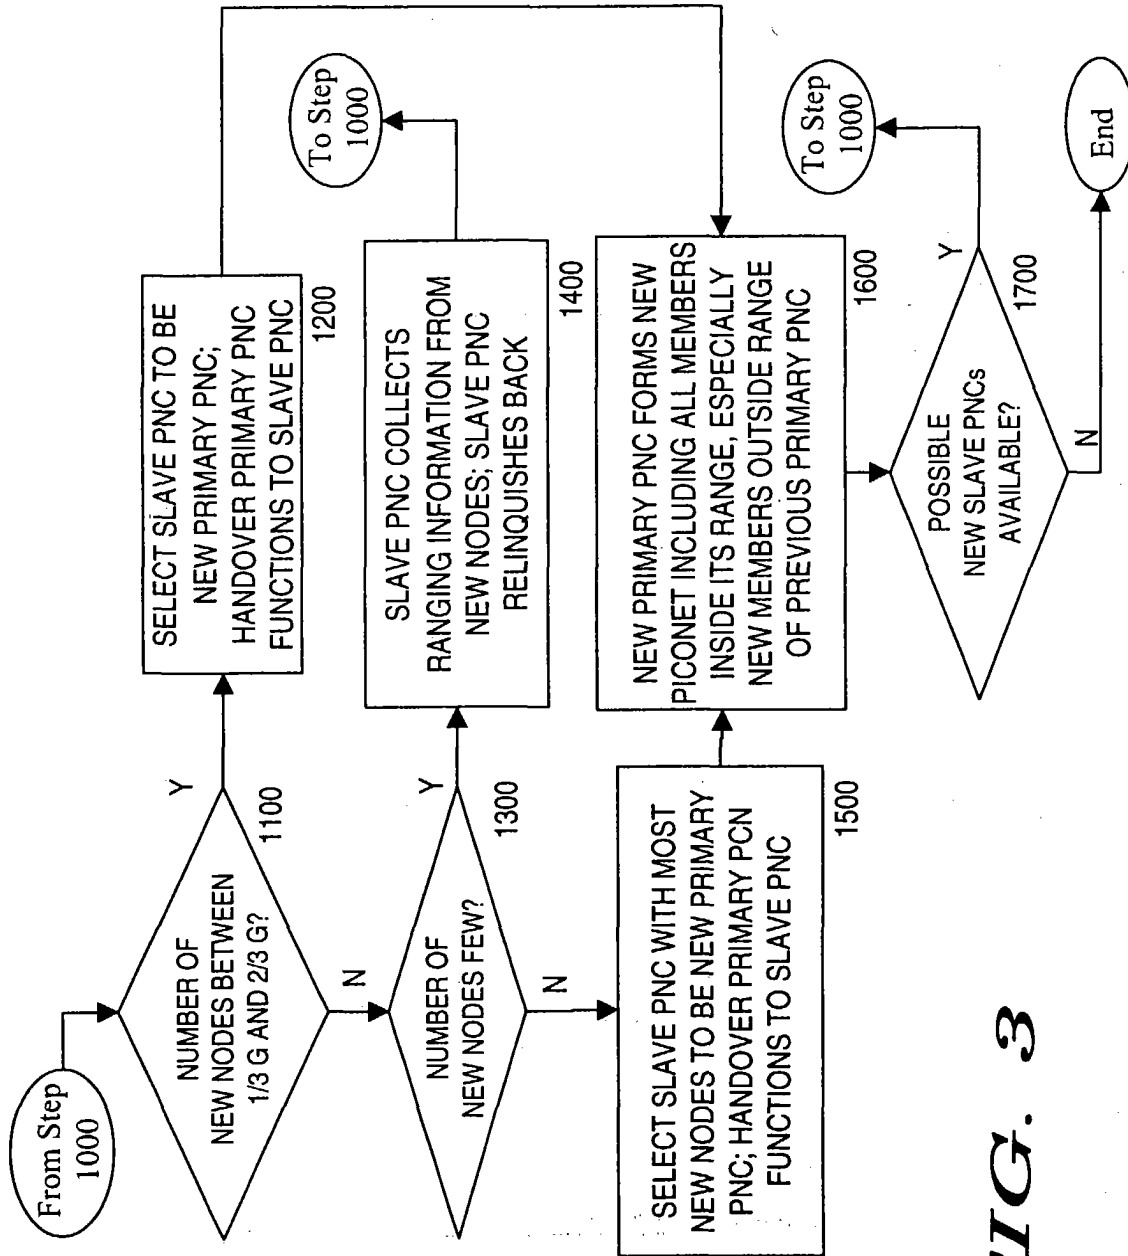 From Step
1000
NUMBER OF
NEW NODES BETWEEN
1/3 G AND 2/3 G?
1100
Y
N
SELECT SLAVE PNC TO BE
NEW PRIMARY PNC;
HANDOVER PRIMARY PNC
FUNCTIONS TO SLAVE PNC
1200
NUMBER OF
NEW NODES FEW?
1300
Y
N
SLAVE PNC COLLECTS
RANGING INFORMATION FROM
NEW NODES; SLAVE PNC
RELINQUISHES BACK
1400
To Step
1000
SELECT SLAVE PNC WITH MOST
NEW NODES TO BE NEW PRIMARY
PNC; HANDOVER PRIMARY PCN
FUNCTIONS TO SLAVE PNC
1500
NEW PRIMARY PNC FORMS NEW
PICONET INCLUDING ALL MEMBERS
INSIDE ITS RANGE, ESPECIALLY
NEW MEMBERS OUTSIDE RANGE
OF PREVIOUS PRIMARY PNC
1600
POSSIBLE
NEW SLAVE PNCs
AVAILABLE?
1700
Y
N
To Step
1000
End
FIG. 3